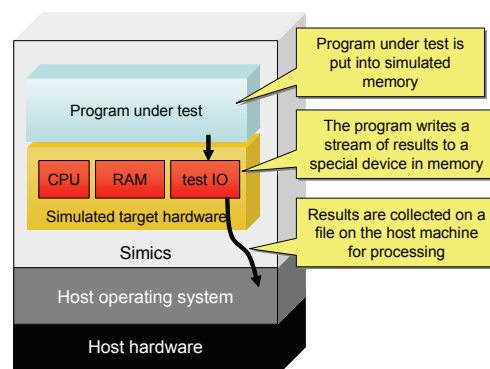 Program under test is
put into simulated
memory
Program under test
The program writes a
stream of results to a
special device in memory
CPU
RAM
test IO
Simulated target hardware
Results are collected on a
file on the host machine
for processing
Simics
Host operating system
Host hardware